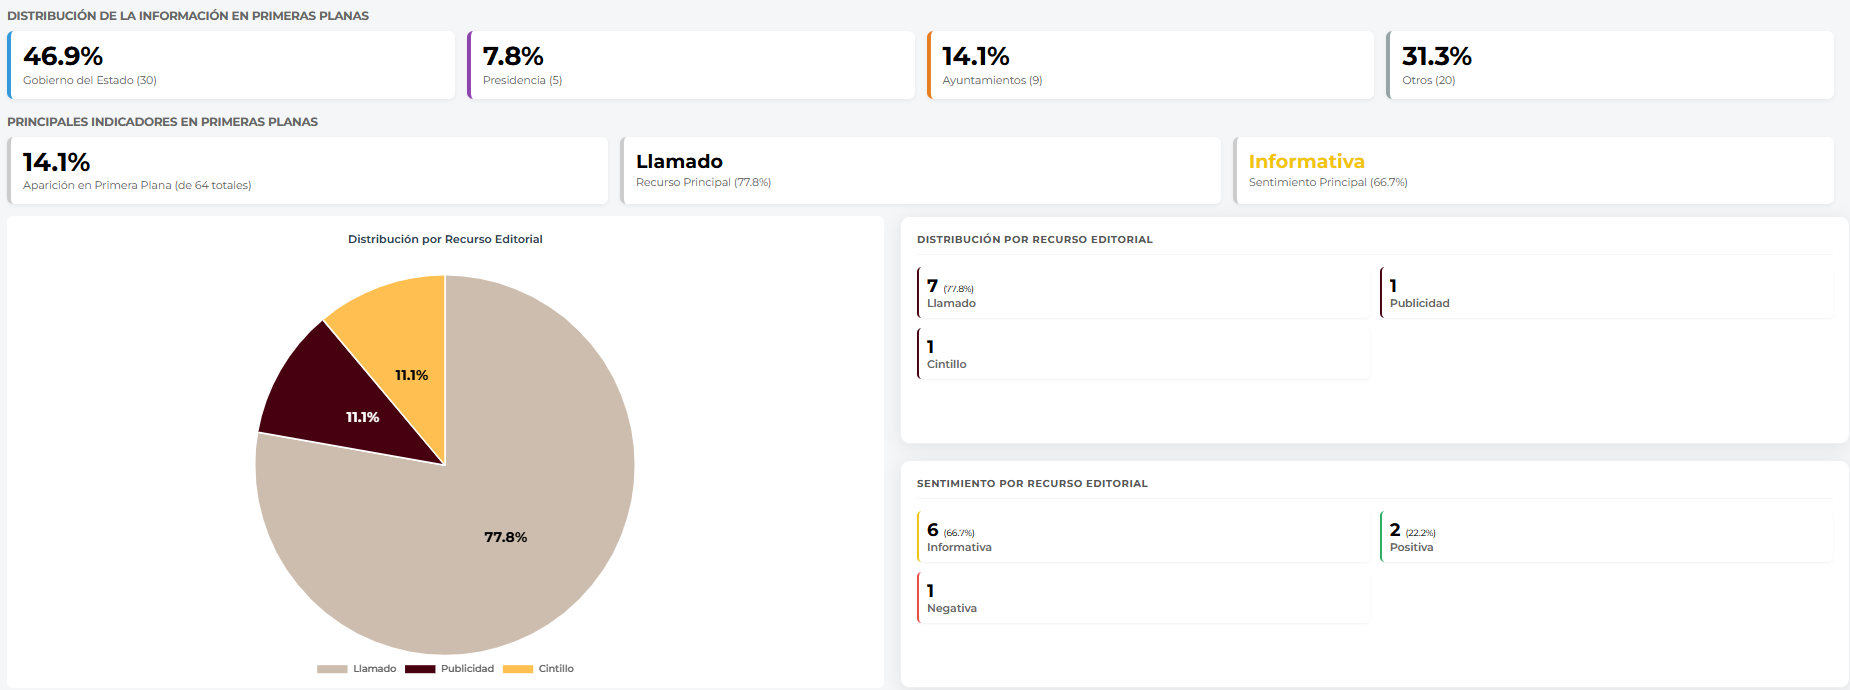 DISTRIBUCIÓN DE LA INFORMACIÓN EN PRIMERAS PLANAS
46.9%
Gobierno del Estado (30)
7.8%
Presidencia (5)
14.1%
Ayuntamientos (9)
31.3%
Otros (20)
PRINCIPALES INDICADORES EN PRIMERAS PLANAS
14.1%
Aparición en Primera Plana (de 64 totales)
Llamado
Recurso Principal (77.8%)
Informativa
Sentimiento Principal (66.7%)
Distribución por Recurso Editorial
11.1%
11.1%
77.8%
Llamado
Publicidad
Cintillo
DISTRIBUCIÓN POR RECURSO EDITORIAL
7 (77.8%)
Llamado
1
Publicidad
1
Cintillo
SENTIMIENTO POR RECURSO EDITORIAL
6 (66.7%)
Informativa
2 (22.2%)
Positiva
1
Negativa